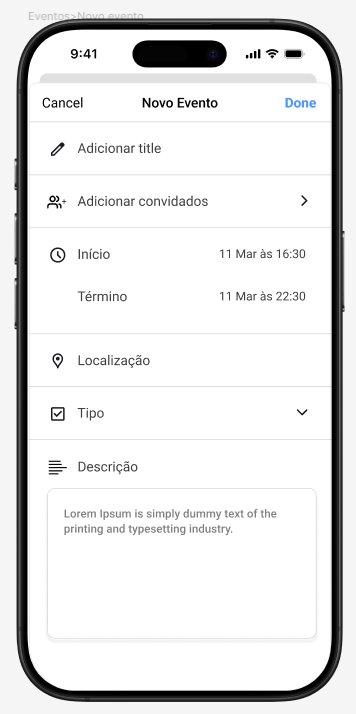 Eventos>Novo evento
9:41
Cancel Novo Evento Done
Adicionar title
Adicionar convidados
Início 11 Mar às 16:30
Término 11 Mar às 22:30
Localização
Tipo
Descrição
Lorem Ipsum is simply dummy text of the
printing and typesetting industry.